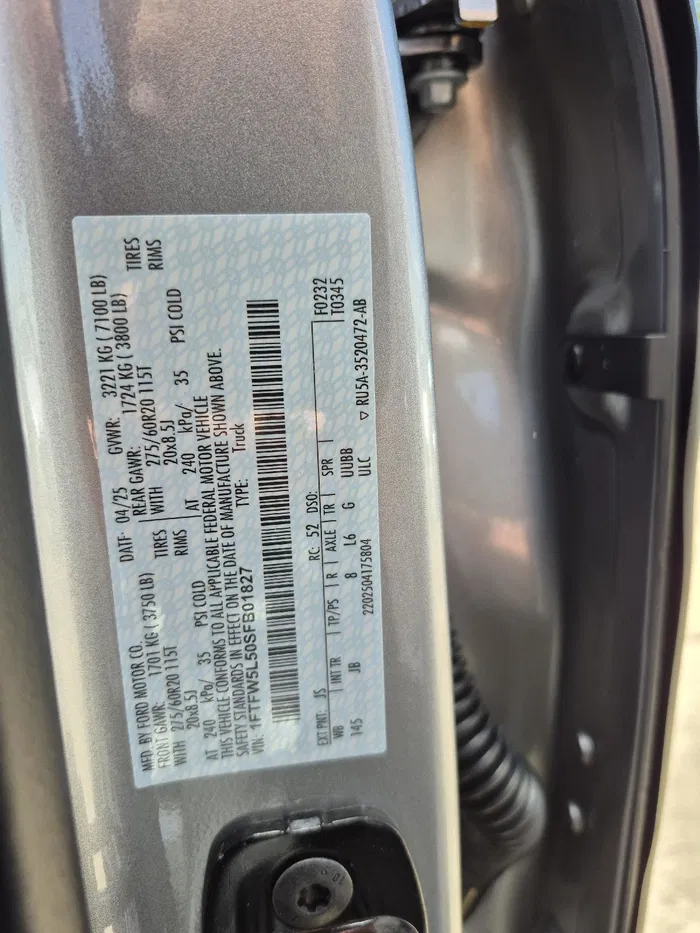 MFD. BY FORD MOTOR CO.
DATE: 04/25 GVWR: 3221 KG ( 7100 LB)
FRONT GAWR: 1701 KG ( 3750 LB)
REAR GAWR: 1724 KG ( 3800 LB)
WITH 275/60R20 115T TIRES
WITH 275/60R20 115T TIRES
20x8.5J RIMS
20x8.5J RIMS
AT 240 kPa/ 35 PSI COLD
AT 240 kPa/ 35 PSI COLD
THIS VEHICLE CONFORMS TO ALL APPLICABLE FEDERAL MOTOR VEHICLE
SAFETY STANDARDS IN EFFECT ON THE DATE OF MANUFACTURE SHOWN ABOVE.
VIN: 1FTFW5L50SFB01827
TYPE: Truck
EXT PNT: JS RC: 52 DSO: F0232
WB INT TR TP/PS R AXLE TR SPR T0345
145 JB 8 L6 G UUBB
2202504175804 ULC ▽ RU5A-3520472-AB
10.9